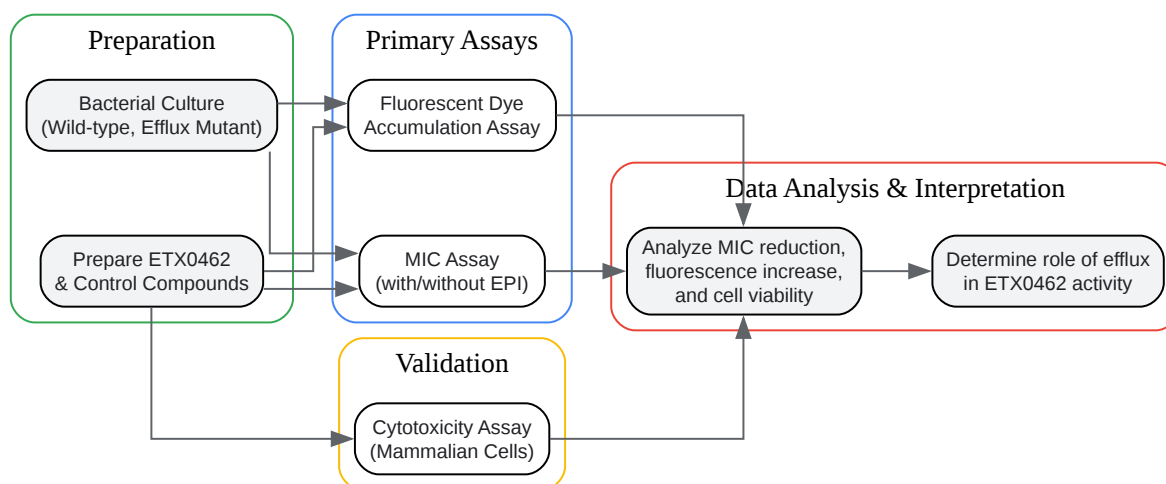 Preparation
Bacterial Culture
(Wild-type, Efflux Mutant)
Prepare ETX0462
& Control Compounds
Primary Assays
Fluorescent Dye
Accumulation Assay
MIC Assay
(with/without EPI)
Validation
Cytotoxicity Assay
(Mammalian Cells)
Data Analysis & Interpretation
Analyze MIC reduction,
fluorescence increase,
and cell viability
Determine role of efflux
in ETX0462 activity